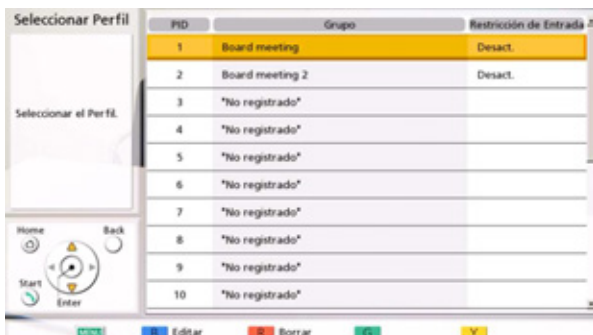 Seleccionar Perfil
Seleccionar el Perfil.
Home
Back
Start
Enter
PID Grupo Restricción de Entrada
1 Board meeting Desact.
2 Board meeting 2 Desact.
3 "No registrado"
4 "No registrado"
5 "No registrado"
6 "No registrado"
7 "No registrado"
8 "No registrado"
9 "No registrado"
10 "No registrado"
MENU B Editar R Borrar G Y